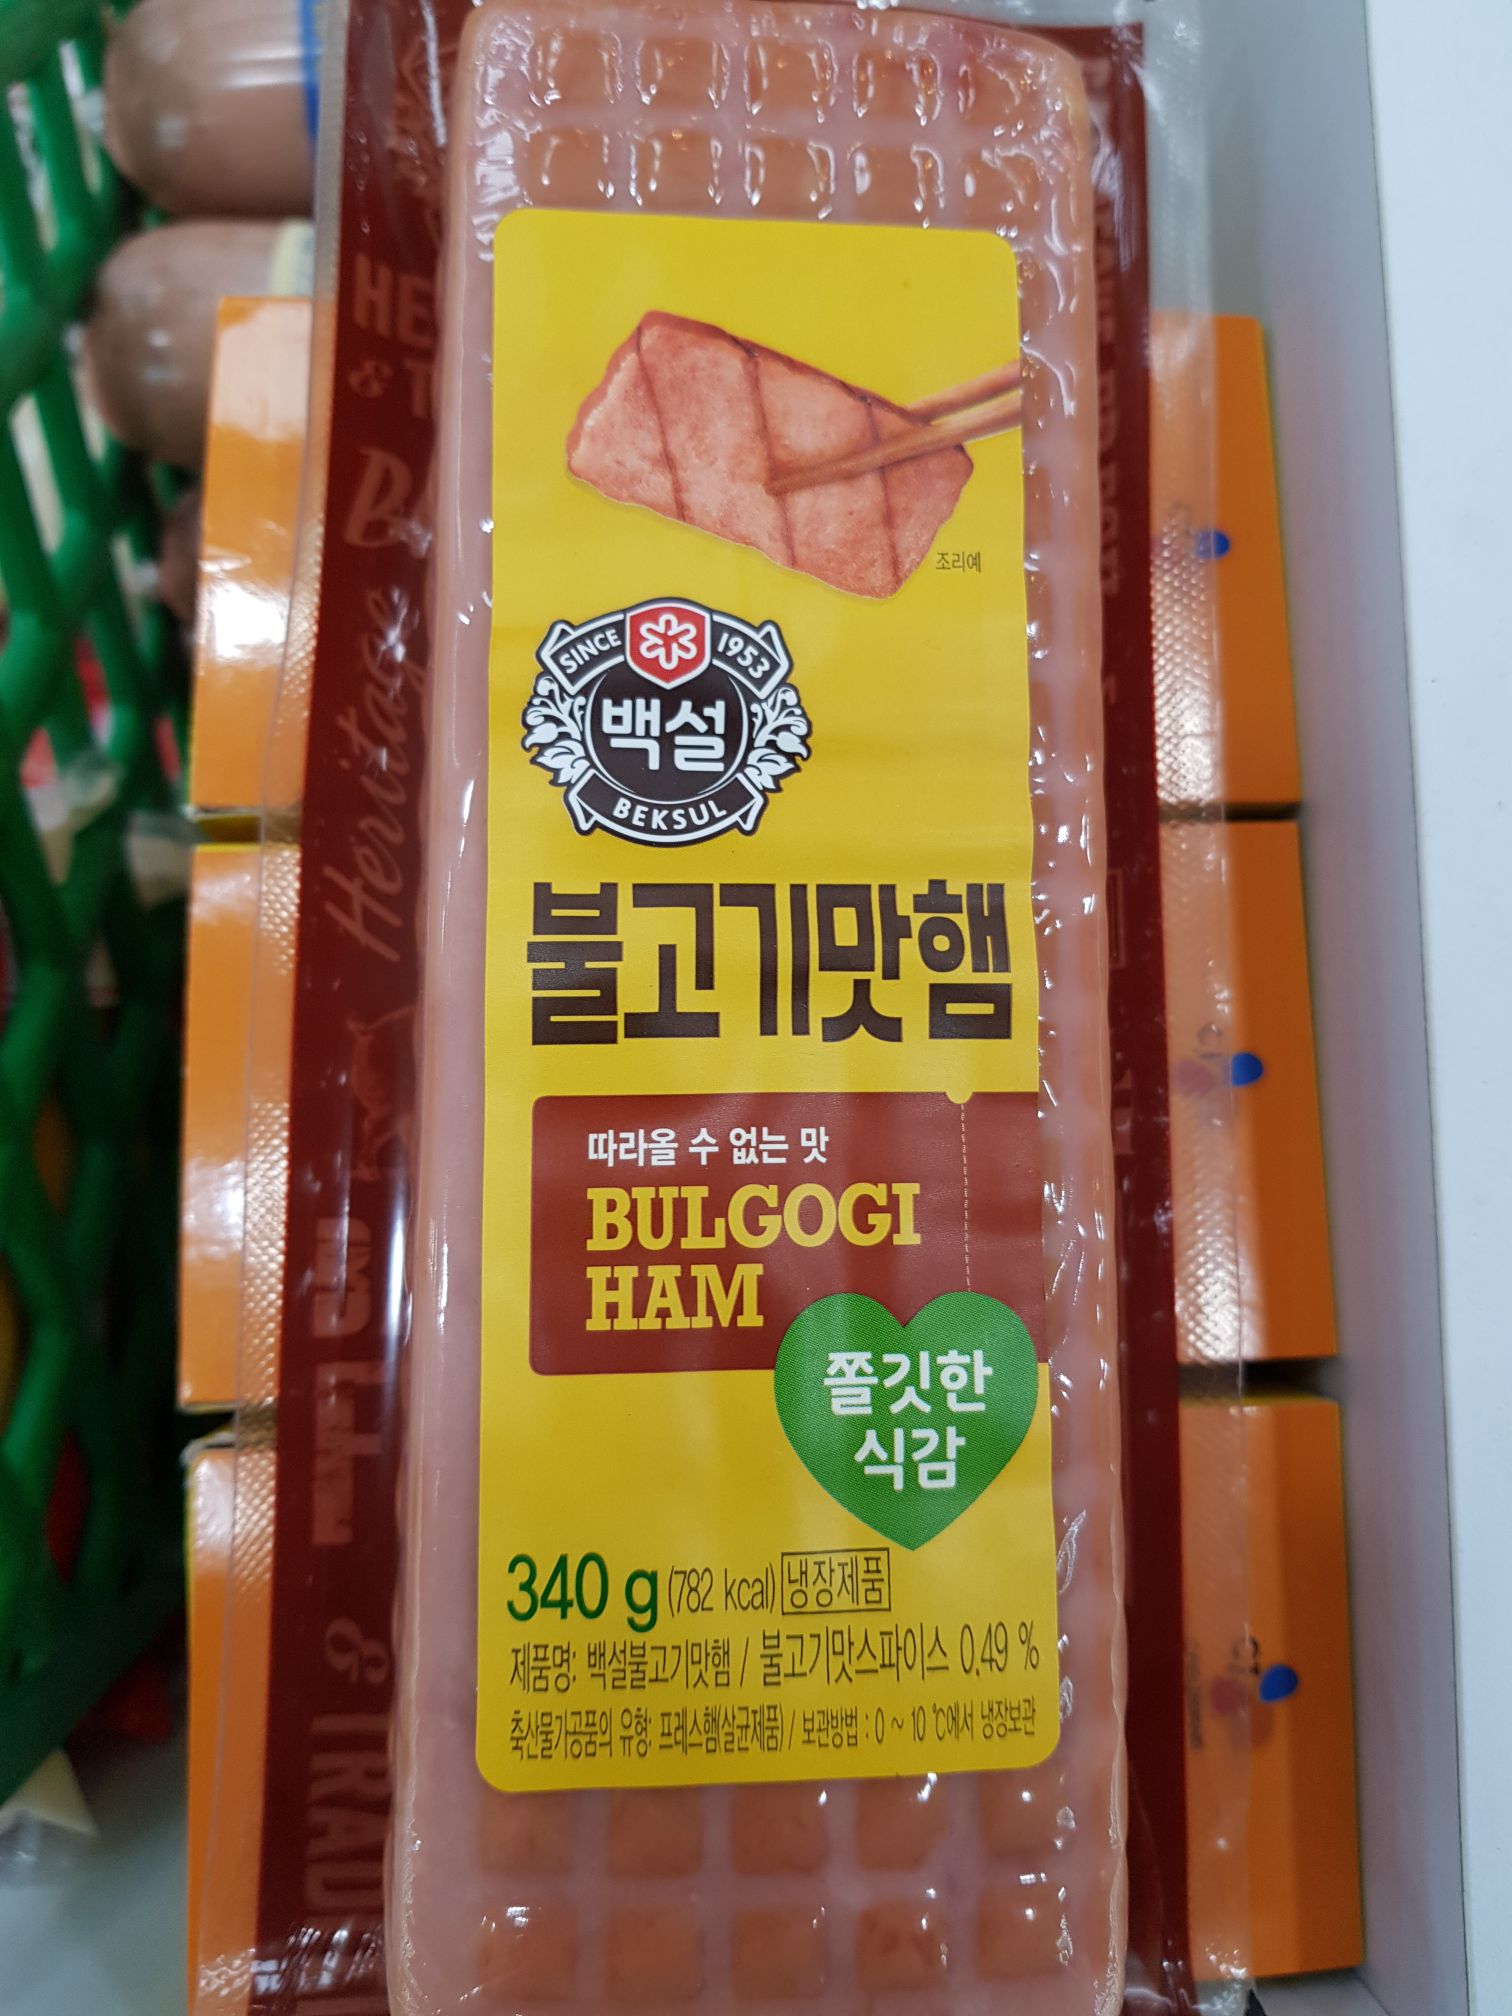 조리예
SINCE 1953
백설
BEKSUL
불고기맛햄
따라올 수 없는 맛
BULGOGI
HAM
쫄깃한
식감
340 g (782 kcal) 냉장제품
제품명: 백설불고기맛햄 / 불고기맛스파이스 0.49 %
축산물가공품의 유형: 프레스햄(살균제품) / 보관방법 : 0 ~ 10 ℃에서 냉장보관
Heritage